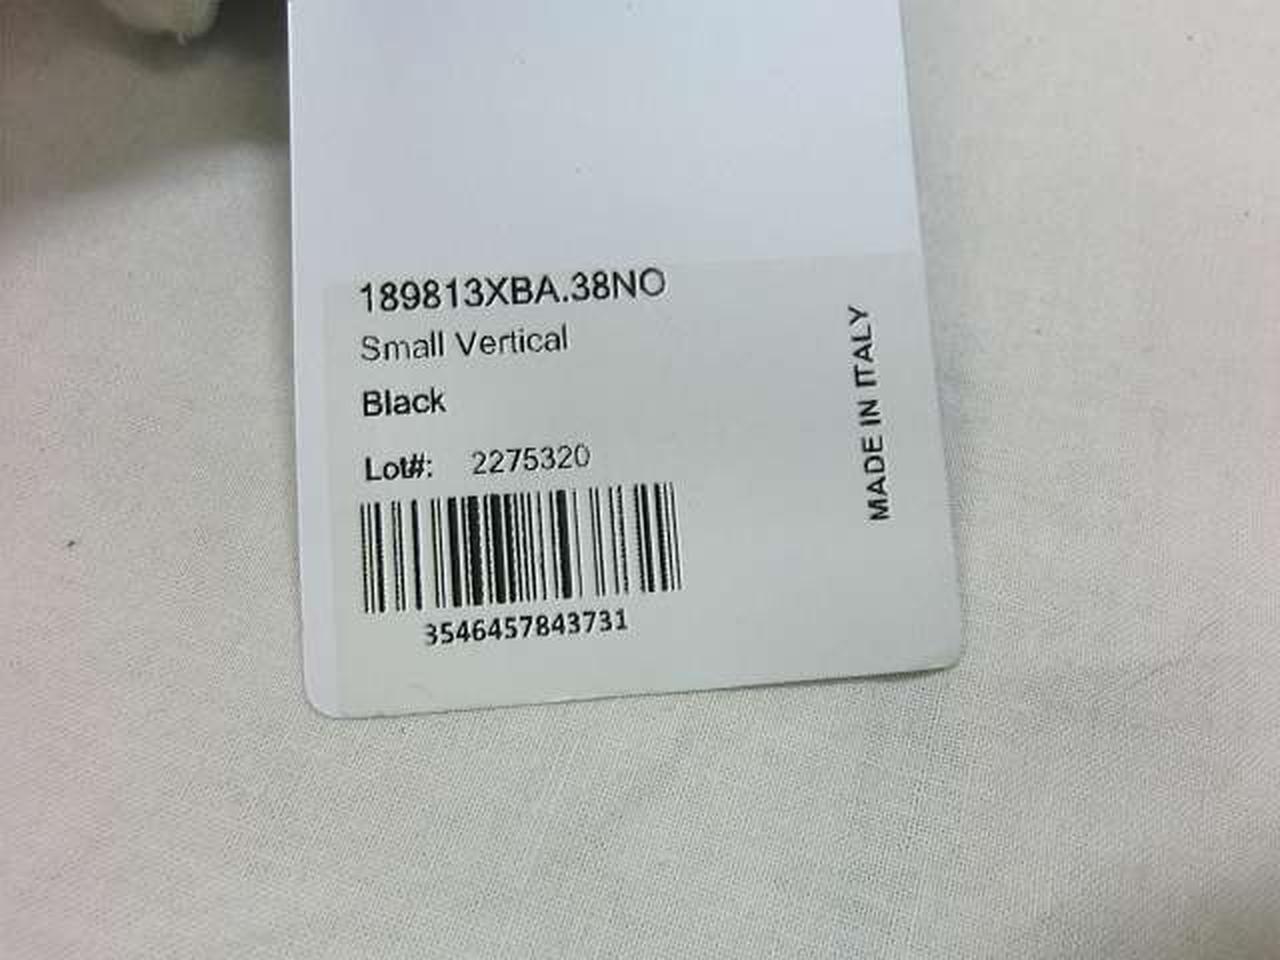 189813XBA.38NO
Small Vertical
Black
Lot#: 2275320
3546457843731
MADE IN ITALY